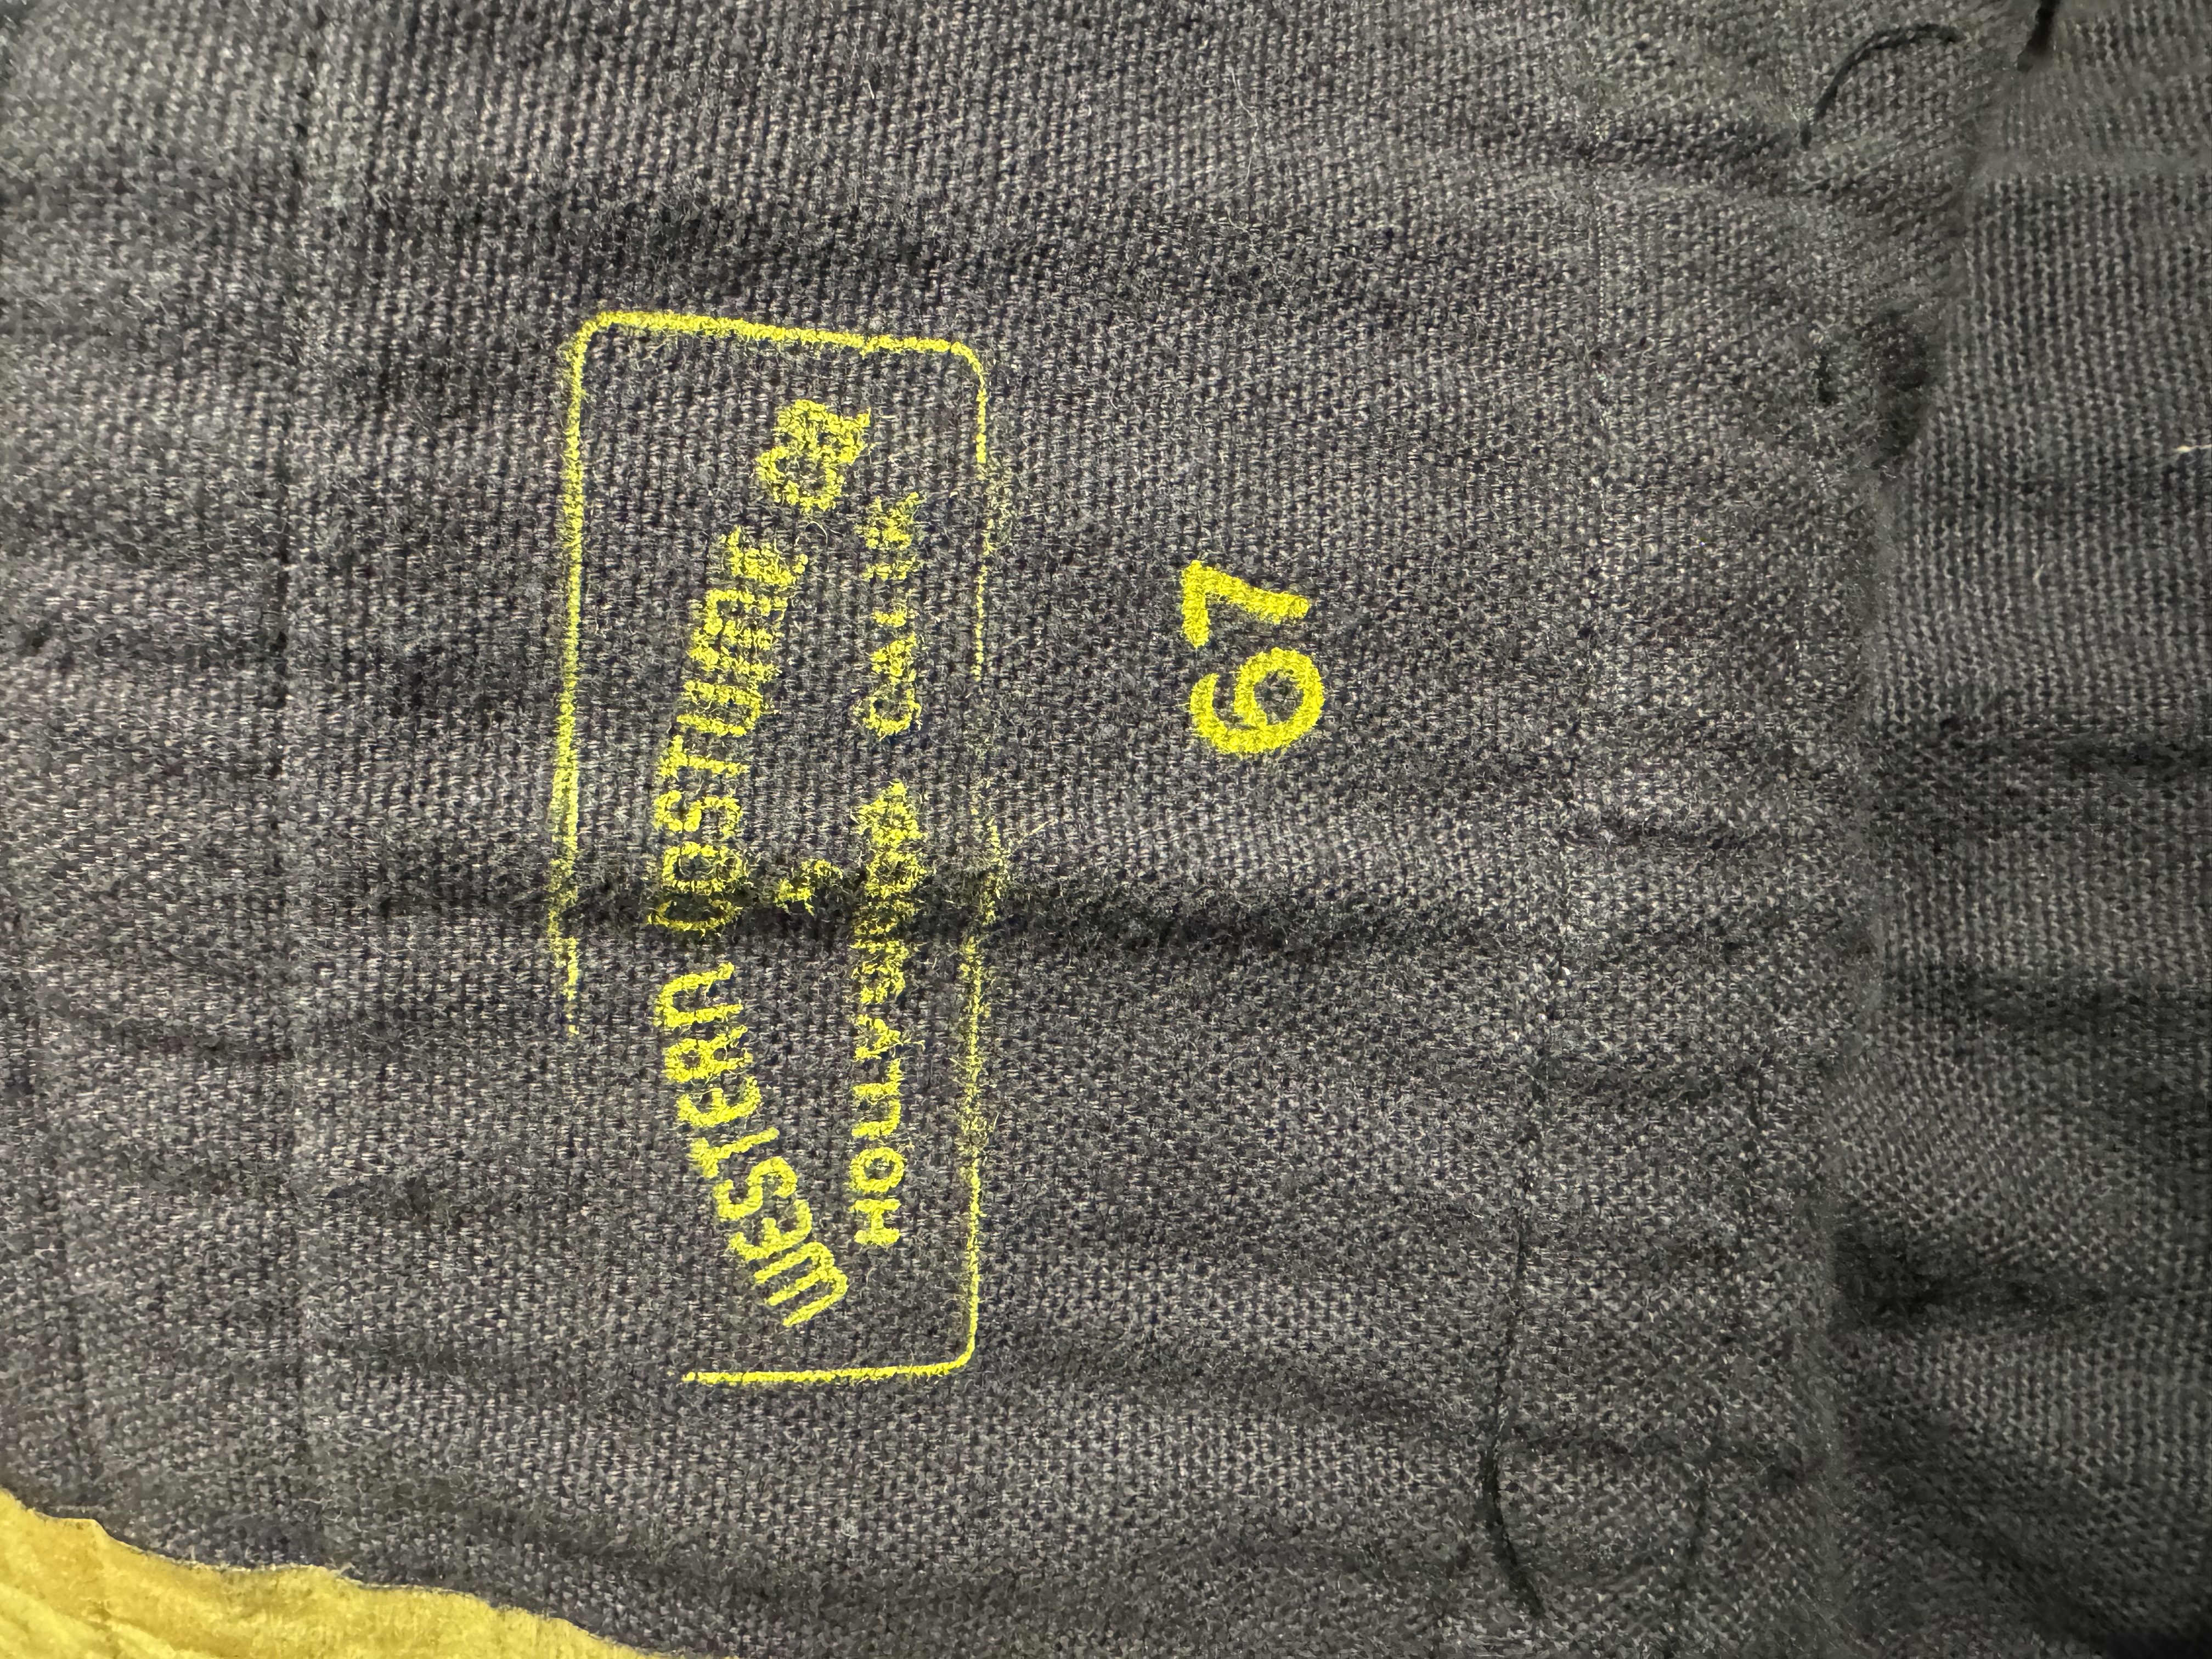 WESTERN COSTUME CO
HOLLYWOOD CALIF.
67